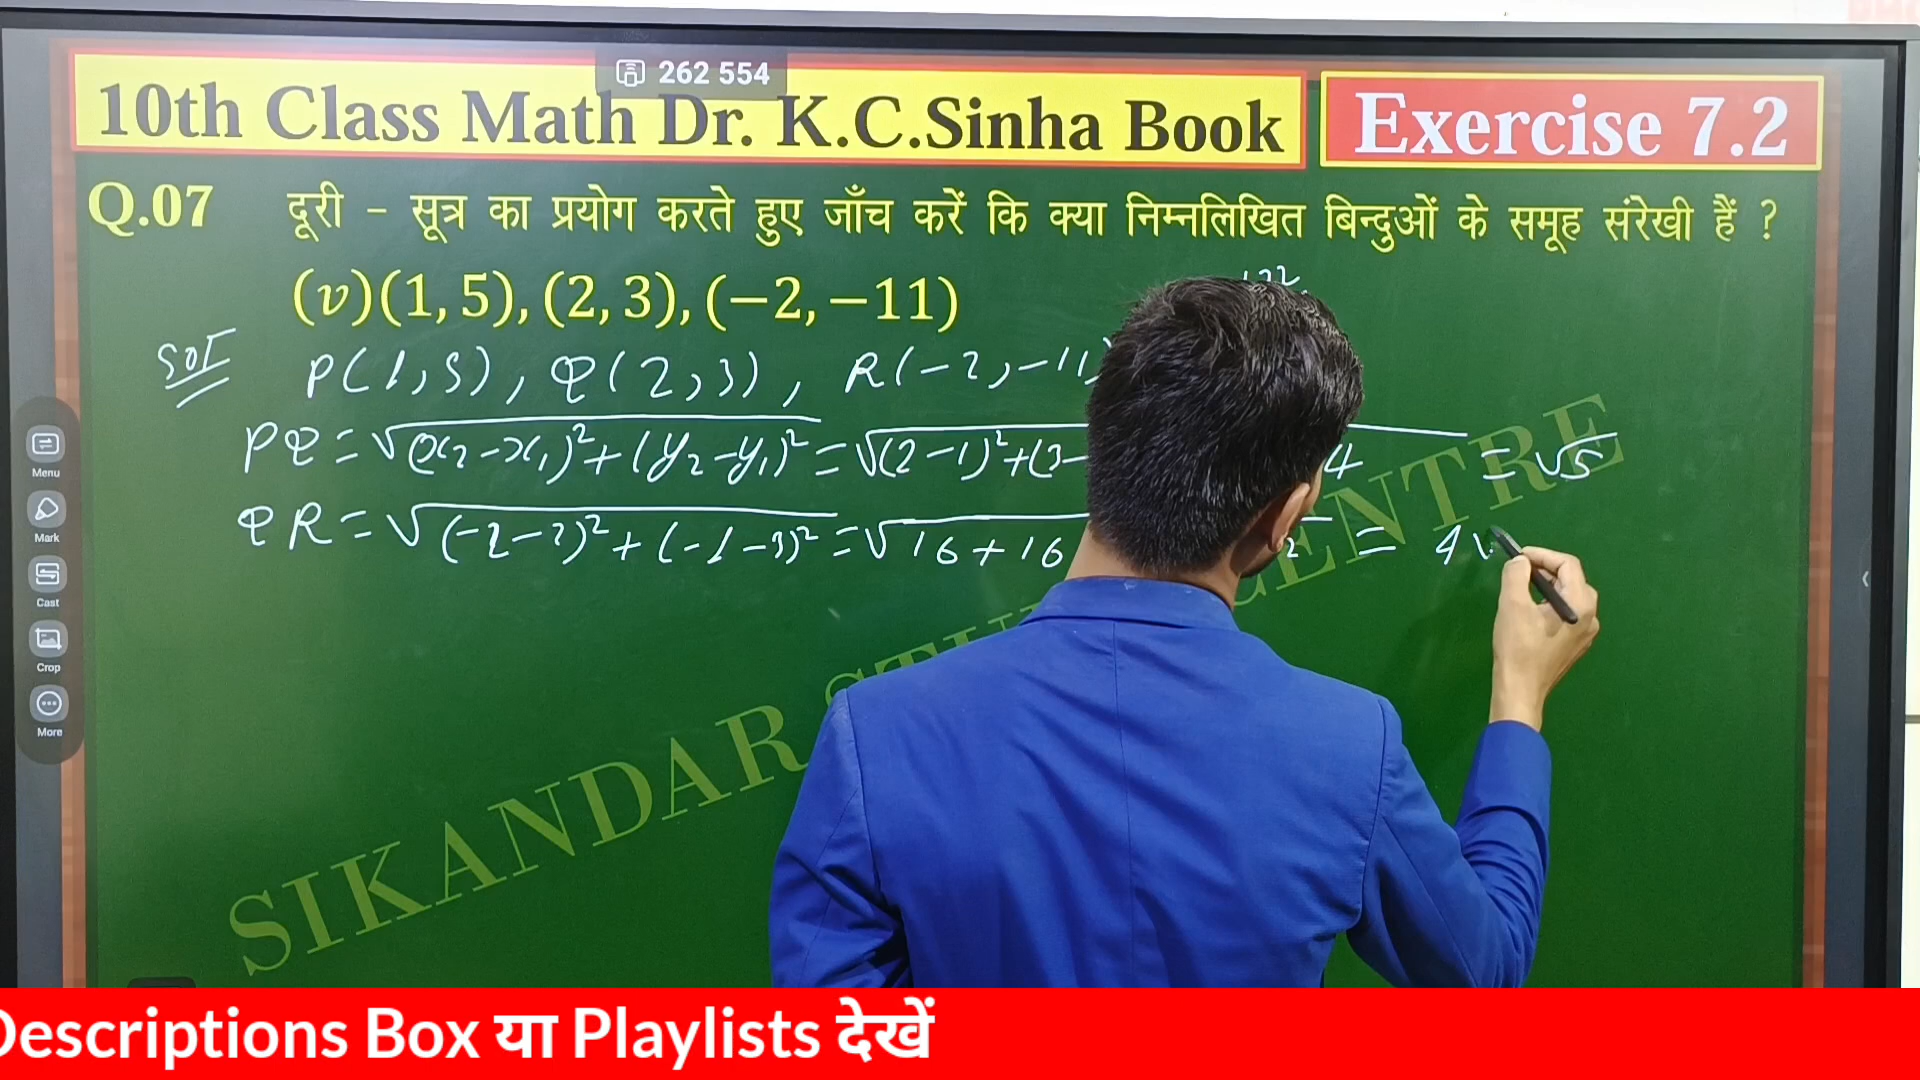 262 554
10th Class Math Dr. K.C.Sinha Book Exercise 7.2
Q.07 दूरी - सूत्र का प्रयोग करते हुए जाँच करें कि क्या निम्नलिखित बिन्दुओं के समूह संरेखी हैं ?
(v)(1,5),(2,3),(−2,−11)
Sol P(1,5), Q(2,3), R(-2,-11)
PQ = √(x₂-x₁)²+(y₂-y₁)² = √(2-1)²+(3- 4 = √5
QR = √(-2-2)²+(-1-3)² = √16+16 2 = 4
SIKANDAR CENTRE
Menu
Mark
Cast
Crop
More
Descriptions Box या Playlists देखें